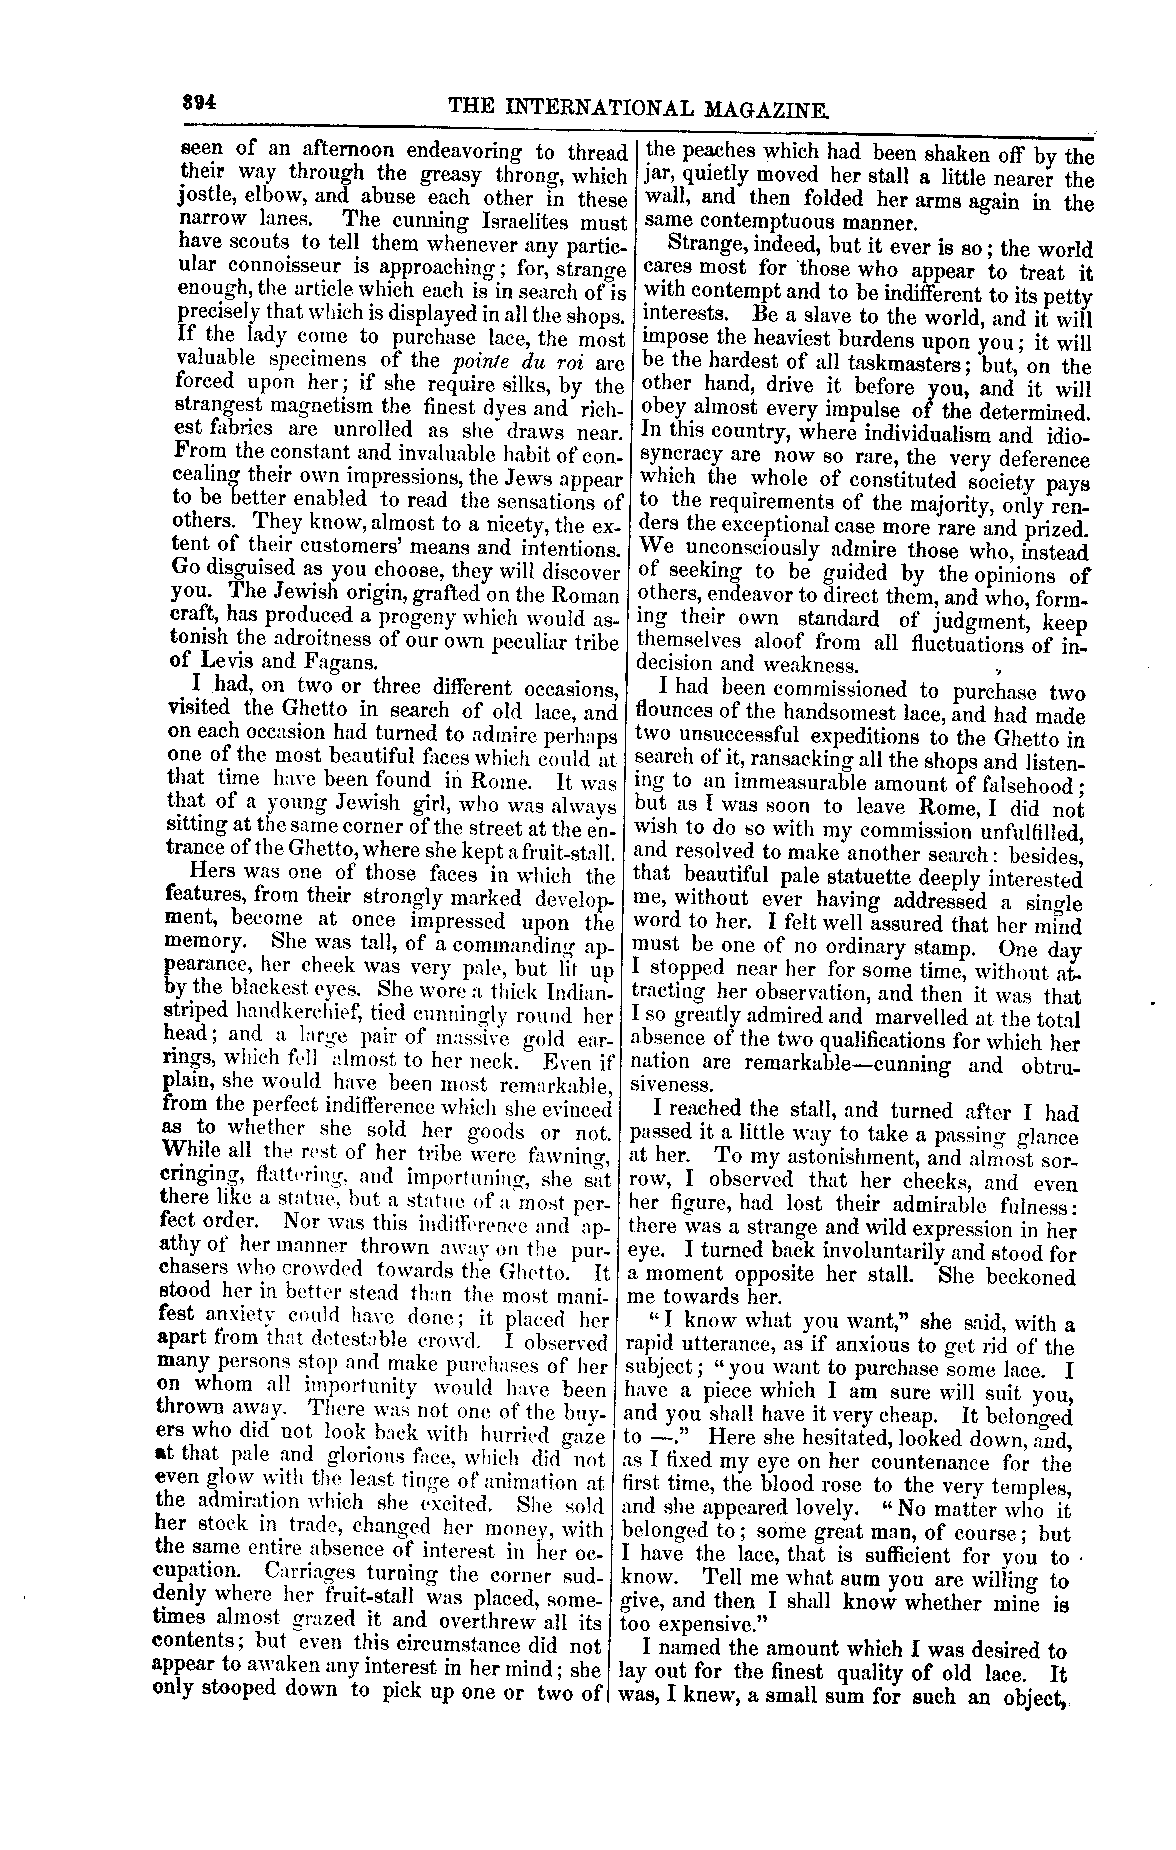 394 THE INTERNATIONAL MAGAZINE.
seen of an afternoon endeavoring to thread
their way through the greasy throng, which
jostle, elbow, and abuse each other in these
narrow lanes. The cunning Israelites must
have scouts to tell them whenever any partic-
ular connoisseur is approaching; for, strange
enough, the article which each is in search of is
precisely that which is displayed in all the shops.
If the lady come to purchase lace, the most
valuable specimens of the pointe du roi are
forced upon her; if she require silks, by the
strangest magnetism the finest dyes and rich-
est fabrics are unrolled as she draws near.
From the constant and invaluable habit of con-
cealing their own impressions, the Jews appear
to be better enabled to read the sensations of
others. They know, almost to a nicety, the ex-
tent of their customers' means and intentions.
Go disguised as you choose, they will discover
you. The Jewish origin, grafted on the Roman
craft, has produced a progeny which would as-
tonish the adroitness of our own peculiar tribe
of Levis and Fagans.
I had, on two or three different occasions,
visited the Ghetto in search of old lace, and
on each occasion had turned to admire perhaps
one of the most beautiful faces which could at
that time have been found in Rome. It was
that of a young Jewish girl, who was always
sitting at the same corner of the street at the en-
trance of the Ghetto, where she kept a fruit-stall.
Hers was one of those faces in which the
features, from their strongly marked develop-
ment, become at once impressed upon the
memory. She was tall, of a commanding ap-
pearance, her cheek was very pale, but lit up
by the blackest eyes. She wore a thick Indian-
striped handkerchief, tied cunningly round her
head; and a large pair of massive gold ear-
rings, which fell almost to her neck. Even if
plain, she would have been most remarkable,
from the perfect indifference which she evinced
as to whether she sold her goods or not.
While all the rest of her tribe were fawning,
cringing, flattering, and importuning, she sat
there like a statue, but a statue of a most per-
fect order. Nor was this indifference and ap-
athy of her manner thrown away on the pur-
chasers who crowded towards the Ghetto. It
stood her in better stead than the most mani-
fest anxiety could have done; it placed her
apart from that detestable crowd. I observed
many persons stop and make purchases of her
on whom all importunity would have been
thrown away. There was not one of the buy-
ers who did not look back with hurried gaze
at that pale and glorious face, which did not
even glow with the least tinge of animation at
the admiration which she excited. She sold
her stock in trade, changed her money, with
the same entire absence of interest in her oc-
cupation. Carriages turning the corner sud-
denly where her fruit-stall was placed, some-
times almost grazed it and overthrew all its
contents; but even this circumstance did not
appear to awaken any interest in her mind; she
only stooped down to pick up one or two of
the peaches which had been shaken off by the
jar, quietly moved her stall a little nearer the
wall, and then folded her arms again in the
same contemptuous manner.
Strange, indeed, but it ever is so; the world
cares most for those who appear to treat it
with contempt and to be indifferent to its petty
interests. Be a slave to the world, and it will
impose the heaviest burdens upon you; it will
be the hardest of all taskmasters; but, on the
other hand, drive it before you, and it will
obey almost every impulse of the determined.
In this country, where individualism and idio-
syncracy are now so rare, the very deference
which the whole of constituted society pays
to the requirements of the majority, only ren-
ders the exceptional case more rare and prized.
We unconsciously admire those who, instead
of seeking to be guided by the opinions of
others, endeavor to direct them, and who, form-
ing their own standard of judgment, keep
themselves aloof from all fluctuations of in-
decision and weakness.
I had been commissioned to purchase two
flounces of the handsomest lace, and had made
two unsuccessful expeditions to the Ghetto in
search of it, ransacking all the shops and listen-
ing to an immeasurable amount of falsehood;
but as I was soon to leave Rome, I did not
wish to do so with my commission unfulfilled,
and resolved to make another search: besides,
that beautiful pale statuette deeply interested
me, without ever having addressed a single
word to her. I felt well assured that her mind
must be one of no ordinary stamp. One day
I stopped near her for some time, without at-
tracting her observation, and then it was that
I so greatly admired and marvelled at the total
absence of the two qualifications for which her
nation are remarkable—cunning and obtru-
siveness.
I reached the stall, and turned after I had
passed it a little way to take a passing glance
at her. To my astonishment, and almost sor-
row, I observed that her cheeks, and even
her figure, had lost their admirable fulness:
there was a strange and wild expression in her
eye. I turned back involuntarily and stood for
a moment opposite her stall. She beckoned
me towards her.
"I know what you want," she said, with a
rapid utterance, as if anxious to get rid of the
subject; "you want to purchase some lace. I
have a piece which I am sure will suit you,
and you shall have it very cheap. It belonged
to —." Here she hesitated, looked down, and,
as I fixed my eye on her countenance for the
first time, the blood rose to the very temples,
and she appeared lovely. "No matter who it
belonged to; some great man, of course; but
I have the lace, that is sufficient for you to
know. Tell me what sum you are willing to
give, and then I shall know whether mine is
too expensive."
I named the amount which I was desired to
lay out for the finest quality of old lace. It
was, I knew, a small sum for such an object,